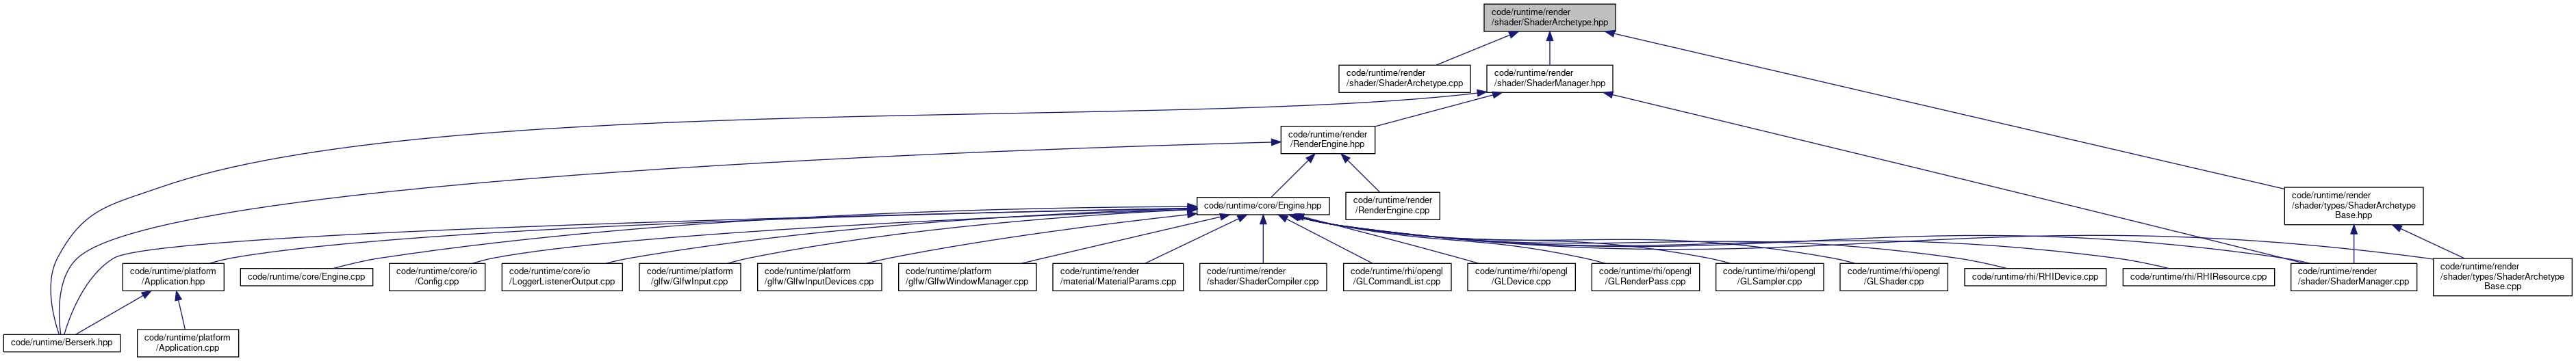 code/runtime/render
/shader/ShaderArchetype.hpp
code/runtime/render
/shader/ShaderArchetype.cpp
code/runtime/render
/shader/ShaderManager.hpp
code/runtime/render
/RenderEngine.hpp
code/runtime/core/Engine.hpp
code/runtime/render
/RenderEngine.cpp
code/runtime/render
/shader/types/ShaderArchetype
Base.hpp
code/runtime/platform
/Application.hpp
code/runtime/core/Engine.cpp
code/runtime/core/io
/Config.cpp
code/runtime/core/io
/LoggerListenerOutput.cpp
code/runtime/platform
/glfw/GlfwInput.cpp
code/runtime/platform
/glfw/GlfwInputDevices.cpp
code/runtime/platform
/glfw/GlfwWindowManager.cpp
code/runtime/render
/material/MaterialParams.cpp
code/runtime/render
/shader/ShaderCompiler.cpp
code/runtime/rhi/opengl
/GLCommandList.cpp
code/runtime/rhi/opengl
/GLDevice.cpp
code/runtime/rhi/opengl
/GLRenderPass.cpp
code/runtime/rhi/opengl
/GLSampler.cpp
code/runtime/rhi/opengl
/GLShader.cpp
code/runtime/rhi/RHIDevice.cpp
code/runtime/rhi/RHIResource.cpp
code/runtime/render
/shader/ShaderManager.cpp
code/runtime/render
/shader/types/ShaderArchetype
Base.cpp
code/runtime/Berserk.hpp
code/runtime/platform
/Application.cpp